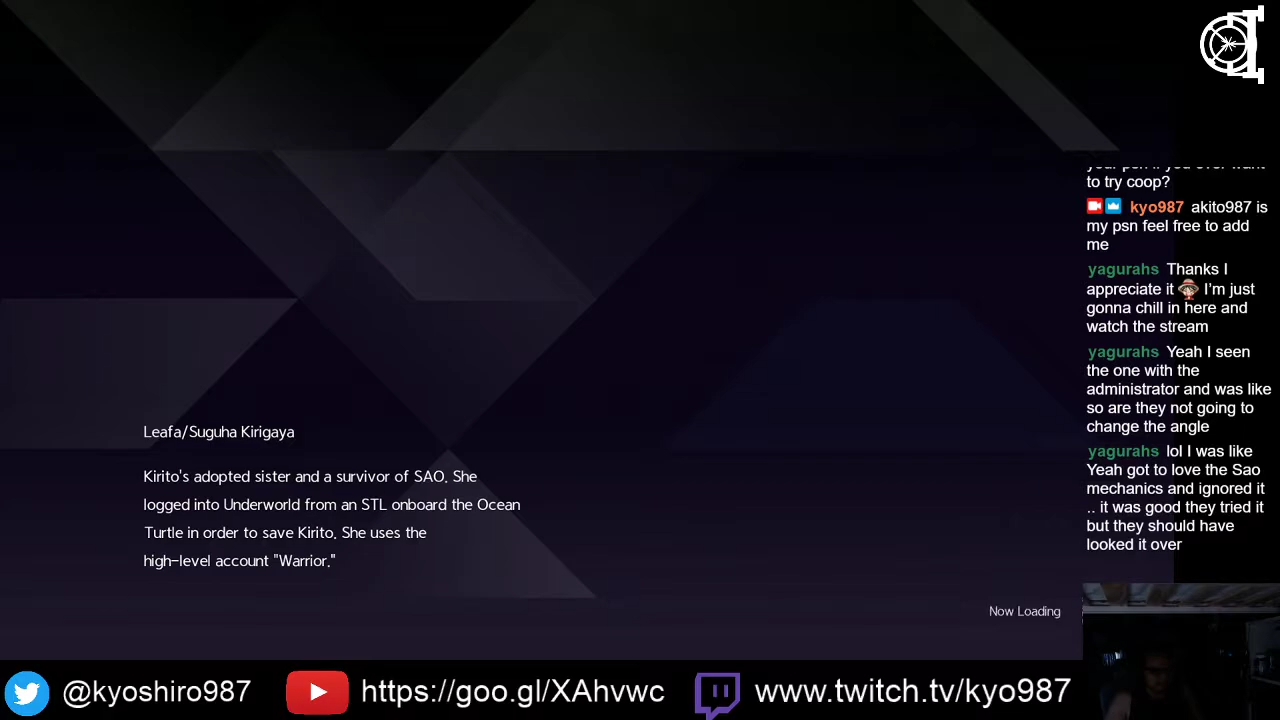 Leafa/Suguha Kirigaya
Kirito's adopted sister and a survivor of SAO. She
logged into Underworld from an STL onboard the Ocean
Turtle in order to save Kirito. She uses the
high-level account "Warrior."
Now Loading
your psn if you ever want
to try coop?
kyo987 akito987 is
my psn feel free to add
me
yagurahs Thanks I
appreciate it I'm just
gonna chill in here and
watch the stream
yagurahs Yeah I seen
the one with the
administrator and was like
so are they not going to
change the angle
yagurahs lol I was like
Yeah got to love the Sao
mechanics and ignored it
.. it was good they tried it
but they should have
looked it over
@kyoshiro987
https://goo.gl/XAhvwc
www.twitch.tv/kyo987